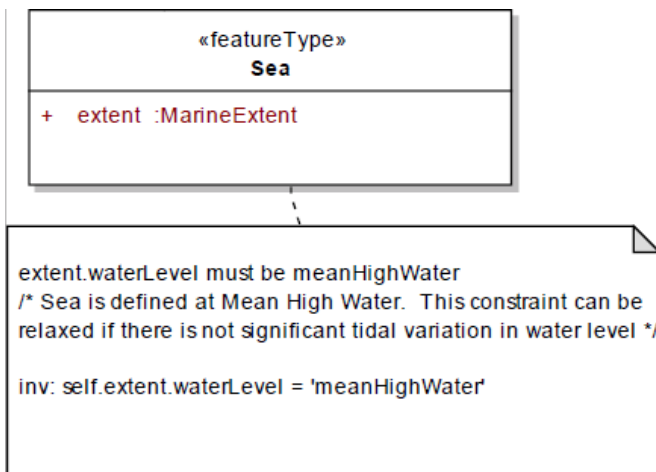 «featureType»
Sea
+ extent :MarineExtent
extent.waterLevel must be meanHighWater
/* Sea is defined at Mean High Water. This constraint can be
relaxed if there is not significant tidal variation in water level */
inv: self.extent.waterLevel = 'meanHighWater'